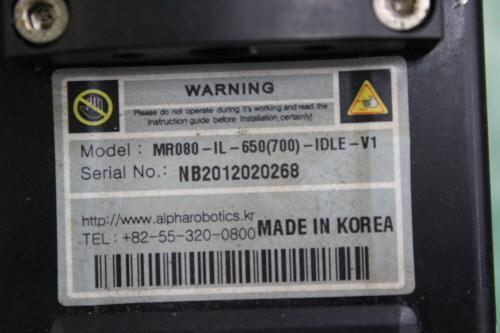 WARNING
Please do not operate during It's working and read the
Instruction guide before Installation, certainly!
Model : MR080-IL-650(700)-IDLE-V1
Serial No.: NB2012020268
http://www.alpharobotics.kr
TEL : +82-55-320-0800 MADE IN KOREA